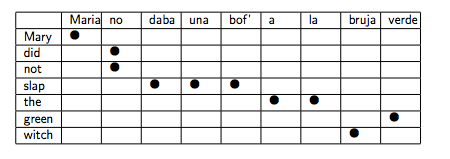 Maria no daba una bof' a la bruja verde
Mary
did
not
slap
the
green
witch